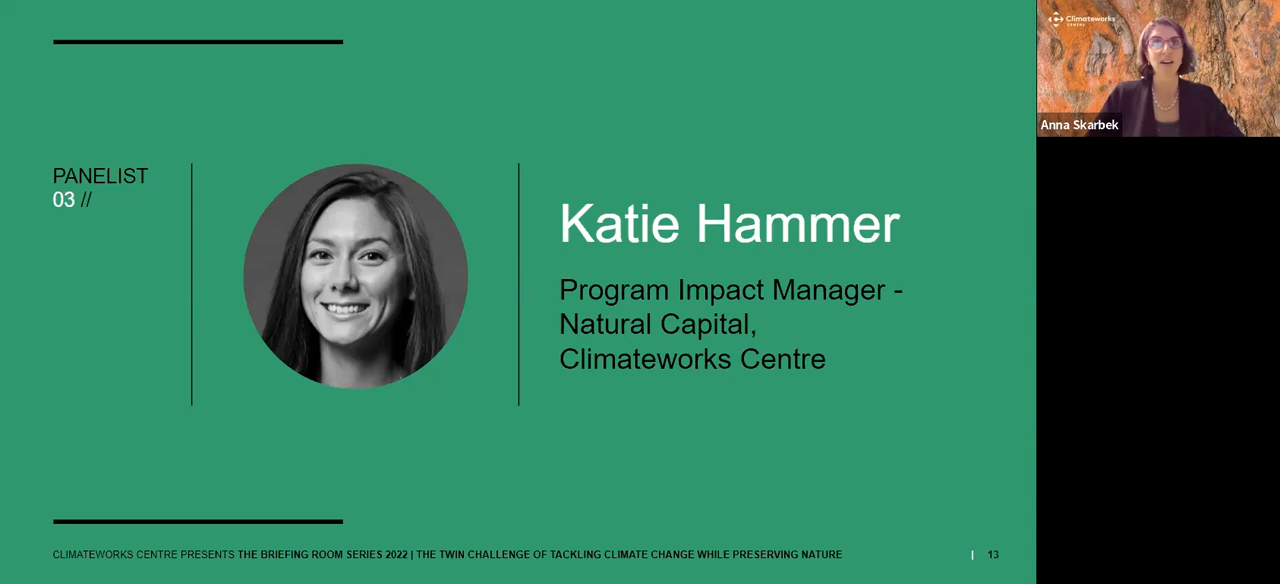 PANELIST
03 //
Katie Hammer
Program Impact Manager -
Natural Capital,
Climateworks Centre
CLIMATEWORKS CENTRE PRESENTS THE BRIEFING ROOM SERIES 2022 | THE TWIN CHALLENGE OF TACKLING CLIMATE CHANGE WHILE PRESERVING NATURE
| 13
Climateworks
CENTRE
Anna Skarbek